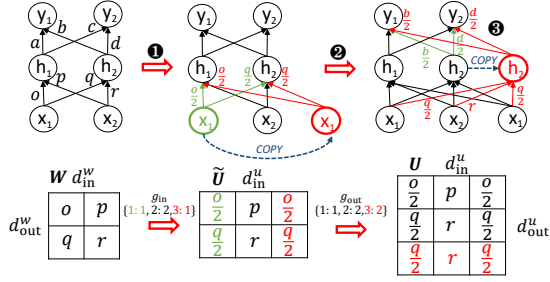 y₁ b y₂
a c d
h₁ p q h₂
o r
x₁ x₂
❶
y₁ y₂
h₁ o/2 q/2 h₂ q/2
o/2
x₁ x₂ x₁
COPY
❷
y₁ b/2 y₂ d/2 ❸
b/2 d/2
h₁ h₂ COPY h₂
q/2 r q/2
x₁ x₂ x₁
W d_in^w
d_out^w
o p
q r
g_in
{1: 1, 2: 2,3: 1}
Ũ d_in^u
o/2 p o/2
q/2 r q/2
g_out
{1: 1, 2: 2,3: 2}
U d_in^u
o/2 p o/2
q/2 r q/2
q/2 r q/2
d_out^u